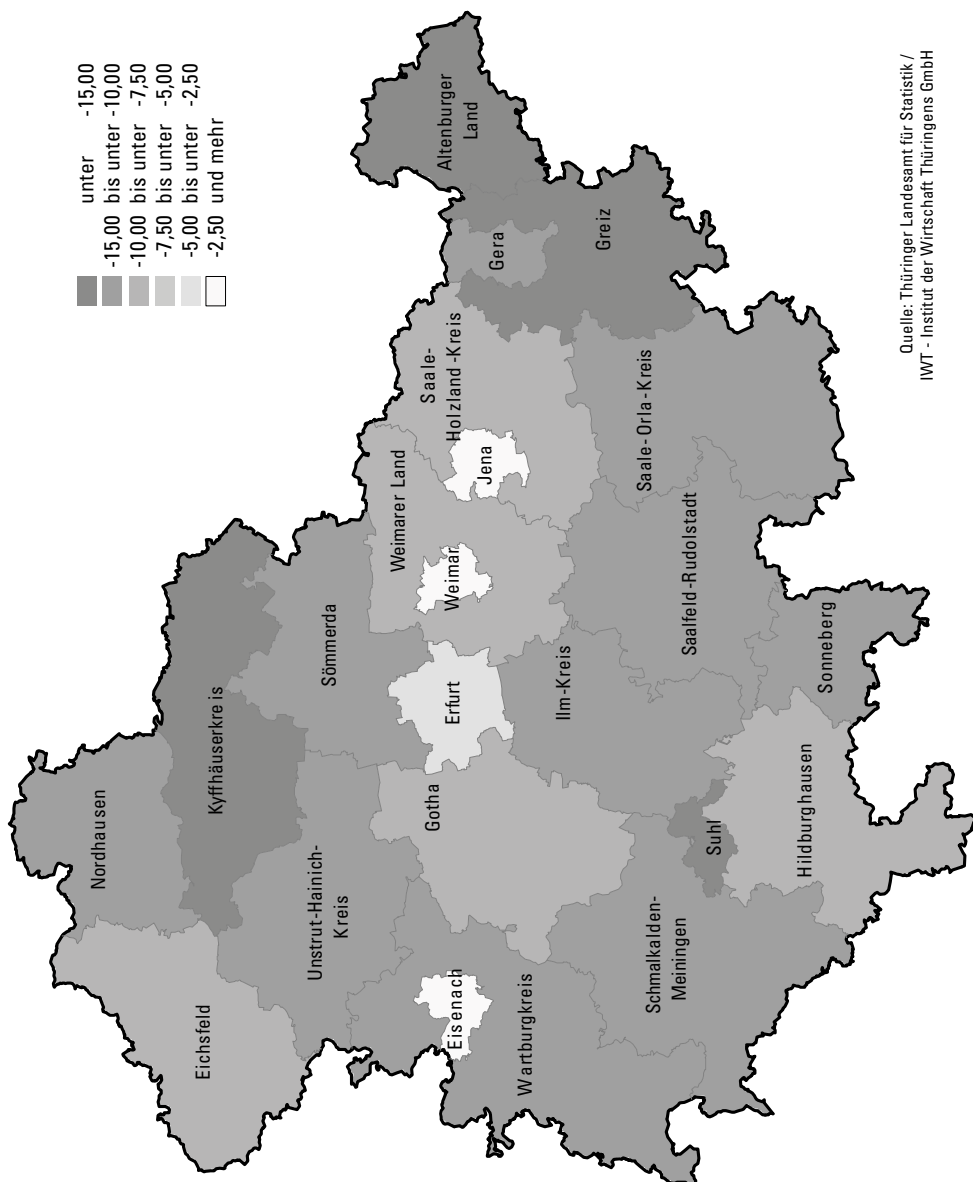 unter -15,00
-15,00 bis unter -10,00
-10,00 bis unter -7,50
-7,50 bis unter -5,00
-5,00 bis unter -2,50
-2,50 und mehr
Nordhausen
Eichsfeld
Kyffhäuserkreis
Unstrut-Hainich-
Kreis
Sömmerda
Altenburger
Land
Weimarer Land
Saale-
Holzland-Kreis
Gera
Greiz
Jena
Weimar
Erfurt
Gotha
Eisenach
Wartburgkreis
Ilm-Kreis
Saale-Orla-Kreis
Saalfeld-Rudolstadt
Schmalkalden-
Meiningen
Suhl
Hildburghausen
Sonneberg
Quelle: Thüringer Landesamt für Statistik /
IWT - Institut der Wirtschaft Thüringens GmbH